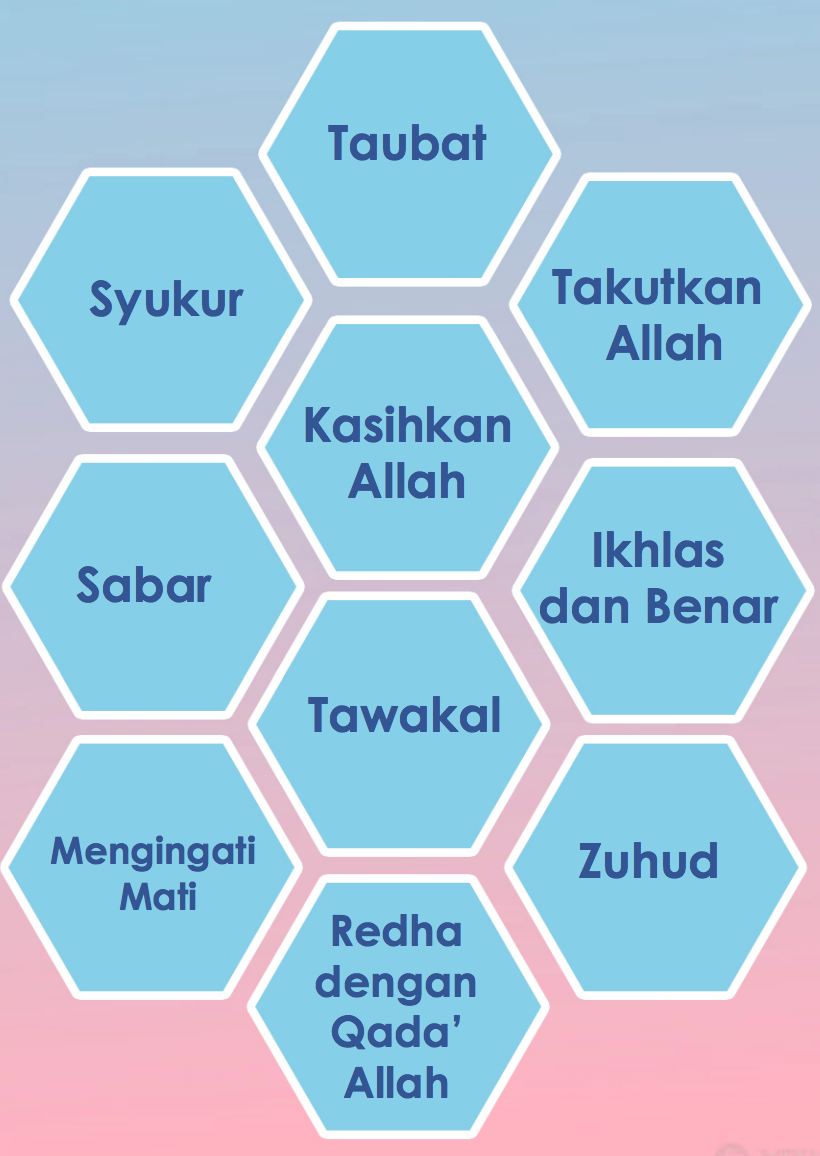 Taubat
Syukur
Takutkan
Allah
Kasihkan
Allah
Sabar
Ikhlas
dan Benar
Tawakal
Mengingati
Mati
Zuhud
Redha
dengan
Qada’
Allah